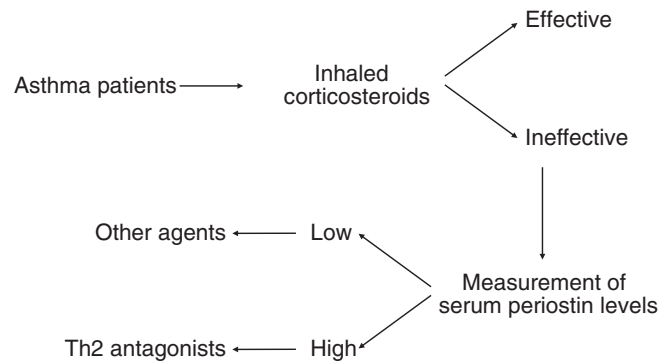 Effective
Asthma patients
Inhaled
corticosteroids
Ineffective
Other agents
Low
Measurement of
serum periostin levels
Th2 antagonists
High